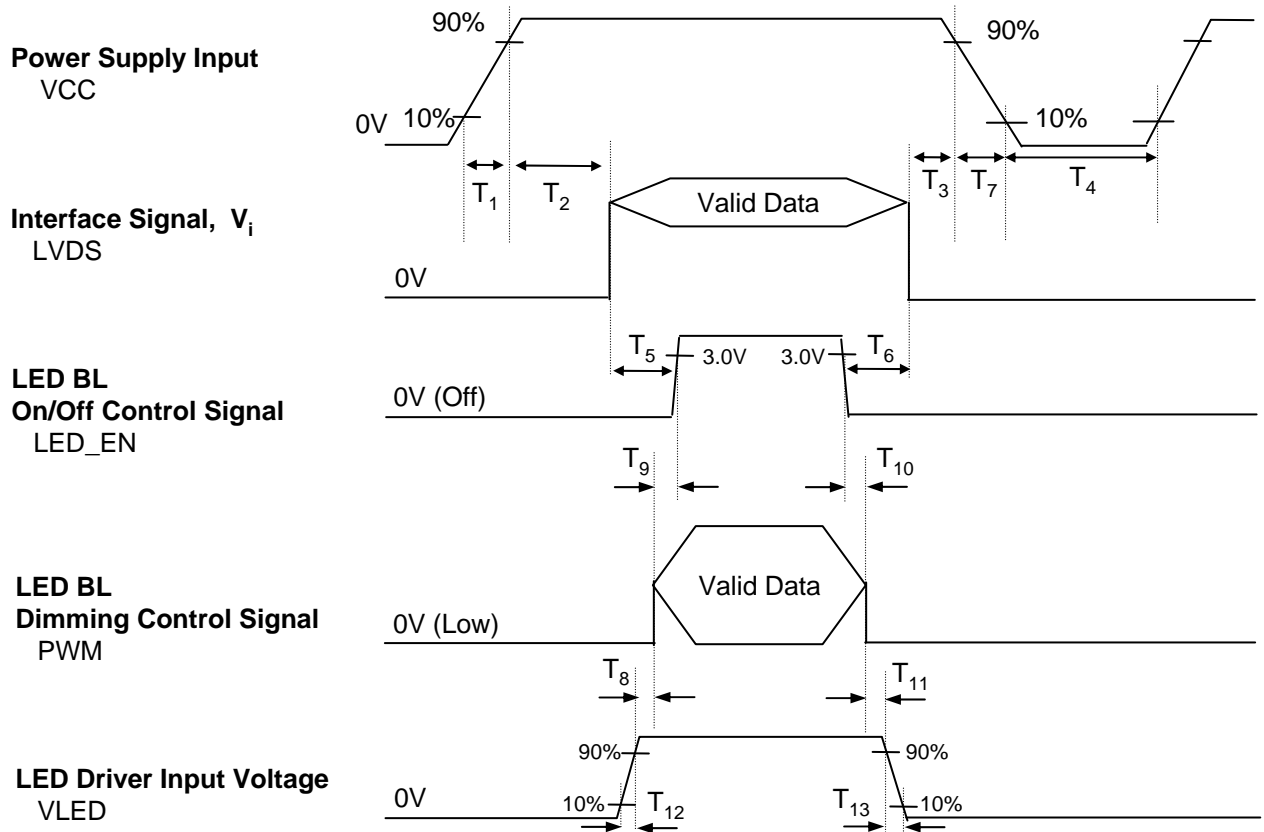 90%
90%
Power Supply Input
VCC
10%
10%
0V
T1
T2
T3
T7
T4
Valid Data
Interface Signal, Vi
LVDS
0V
T5
3.0V
3.0V
T6
LED BL
On/Off Control Signal
LED_EN
0V (Off)
T9
T10
Valid Data
LED BL
Dimming Control Signal
PWM
0V (Low)
T8
T11
90%
90%
LED Driver Input Voltage
VLED
0V
10%
T12
T13
10%